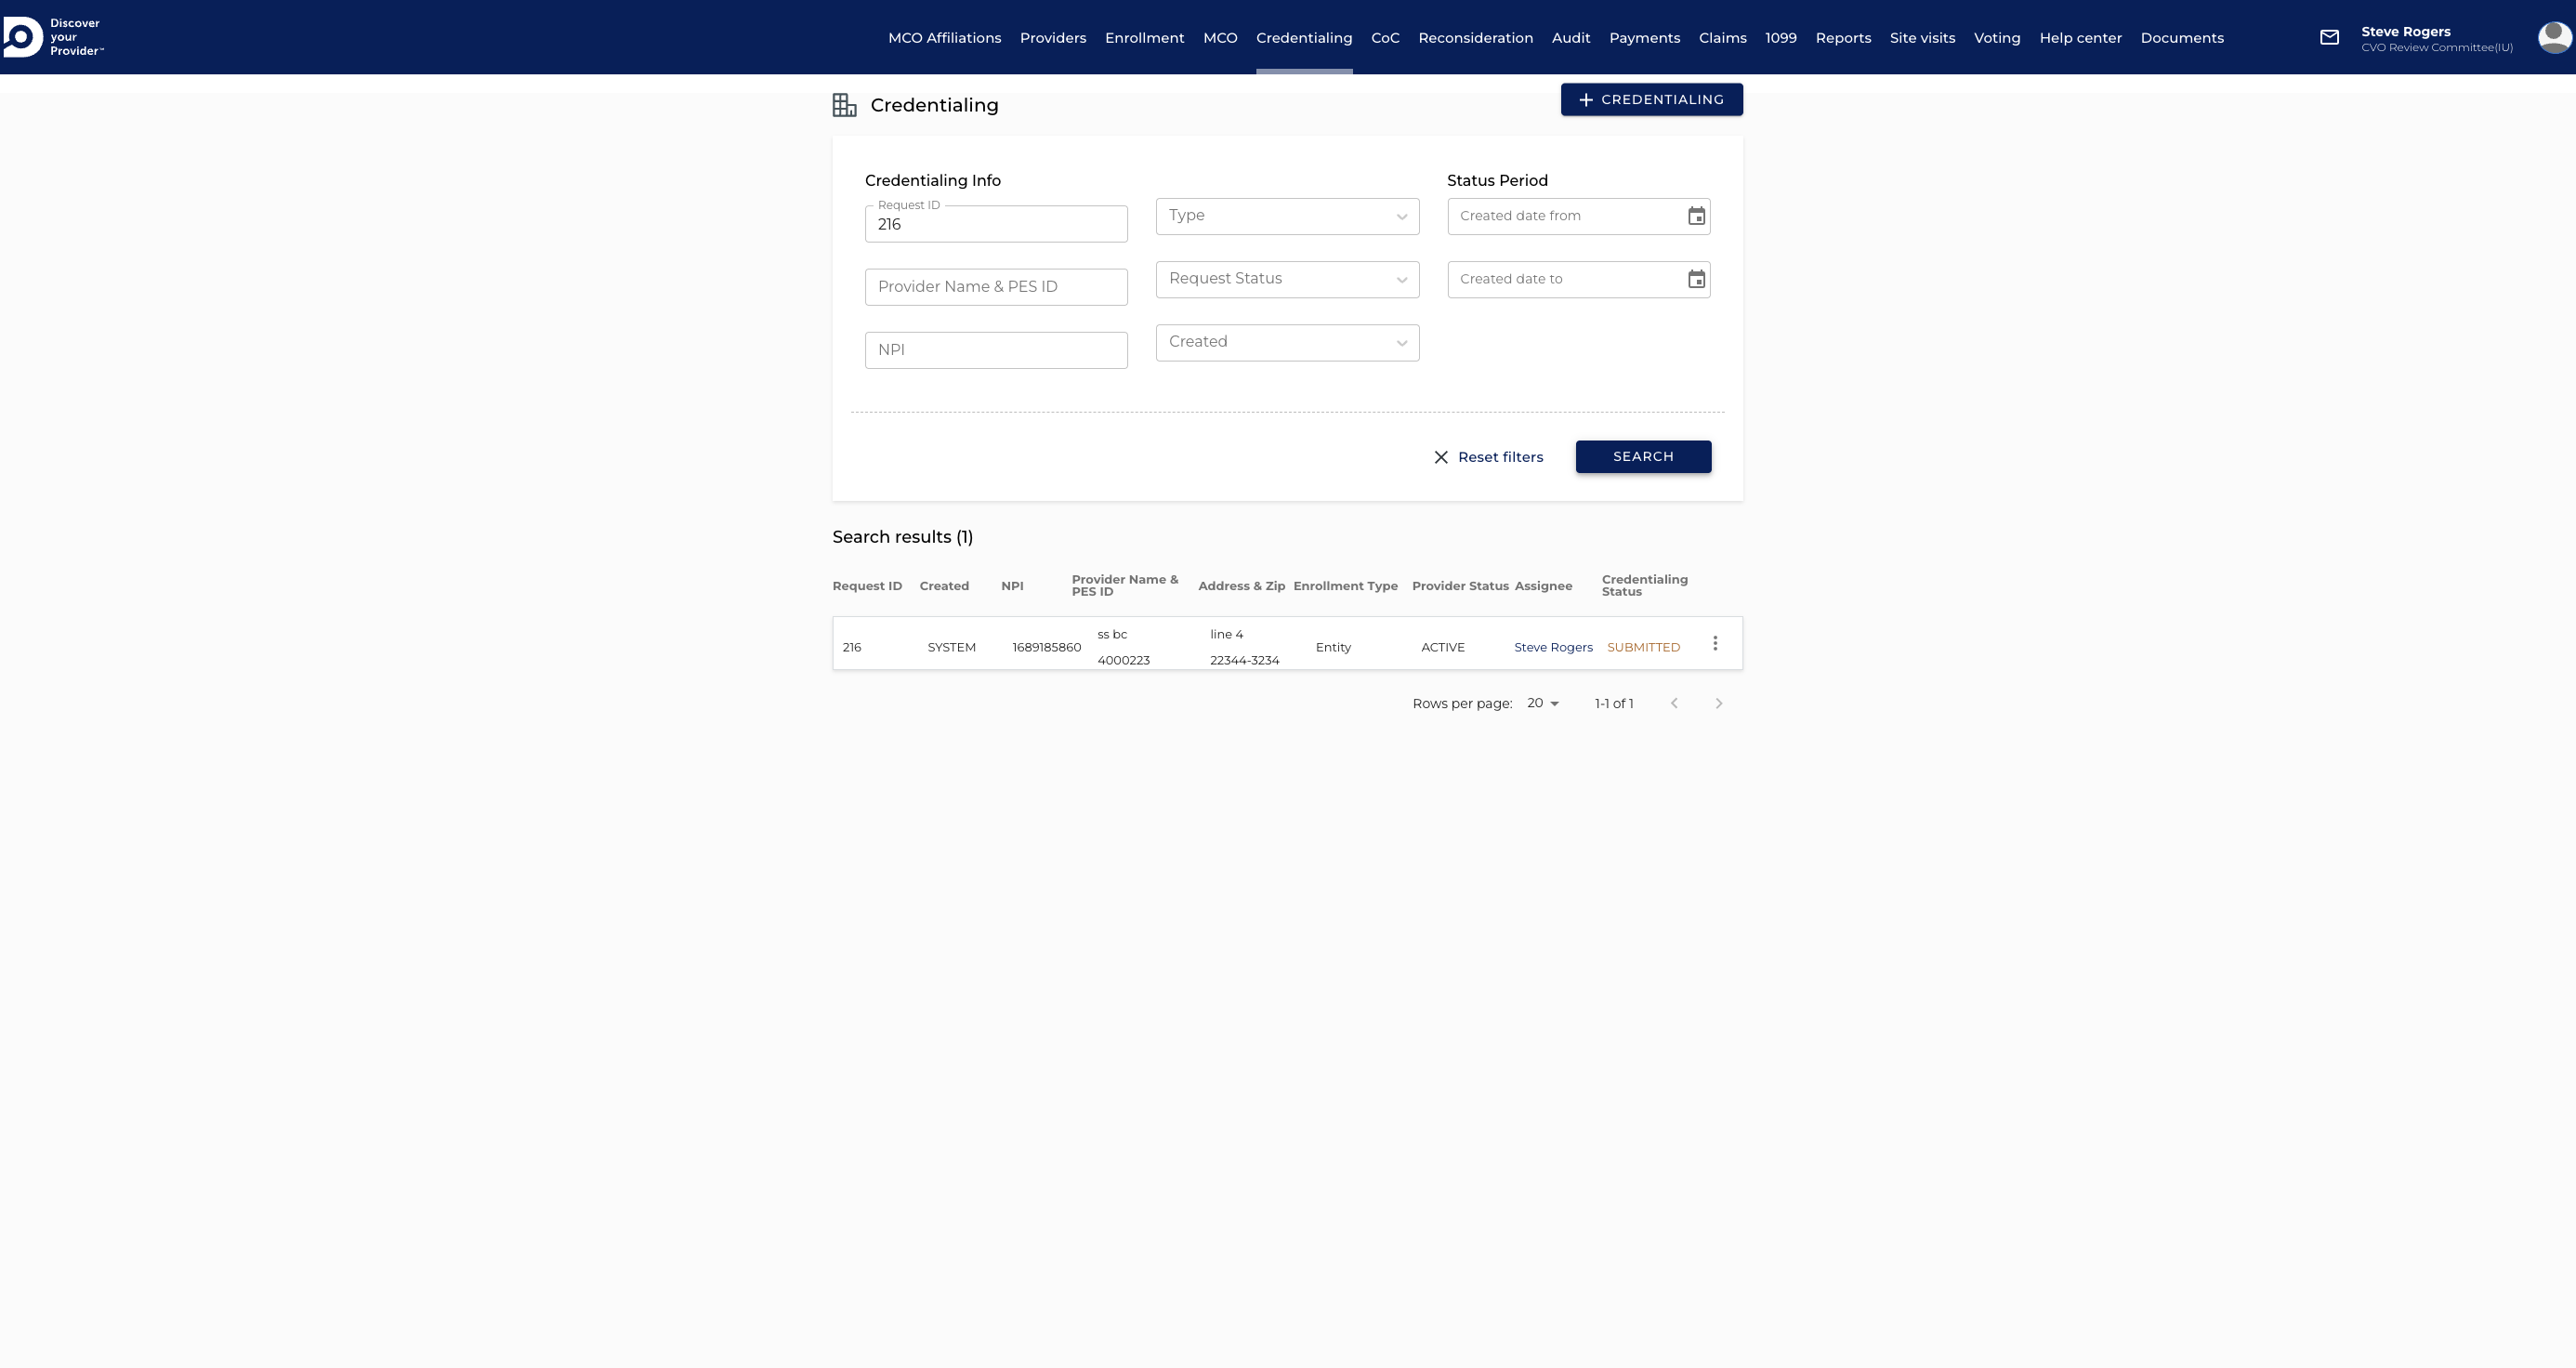 Discover
your
Provider™
MCO Affiliations Providers Enrollment MCO Credentialing CoC Reconsideration Audit Payments Claims 1099 Reports Site visits Voting Help center Documents
Steve Rogers
CVO Review Committee(IU)
Credentialing
CREDENTIALING
Credentialing Info
Status Period
Request ID
216
Type
Created date from
Provider Name & PES ID
Request Status
Created date to
NPI
Created
Reset filters
SEARCH
Search results (1)
Request ID Created NPI Provider Name & PES ID Address & Zip Enrollment Type Provider Status Assignee Credentialing Status
216 SYSTEM 1689185860 ss bc 4000223 line 4 22344-3234 Entity ACTIVE Steve Rogers SUBMITTED
Rows per page: 20 1-1 of 1